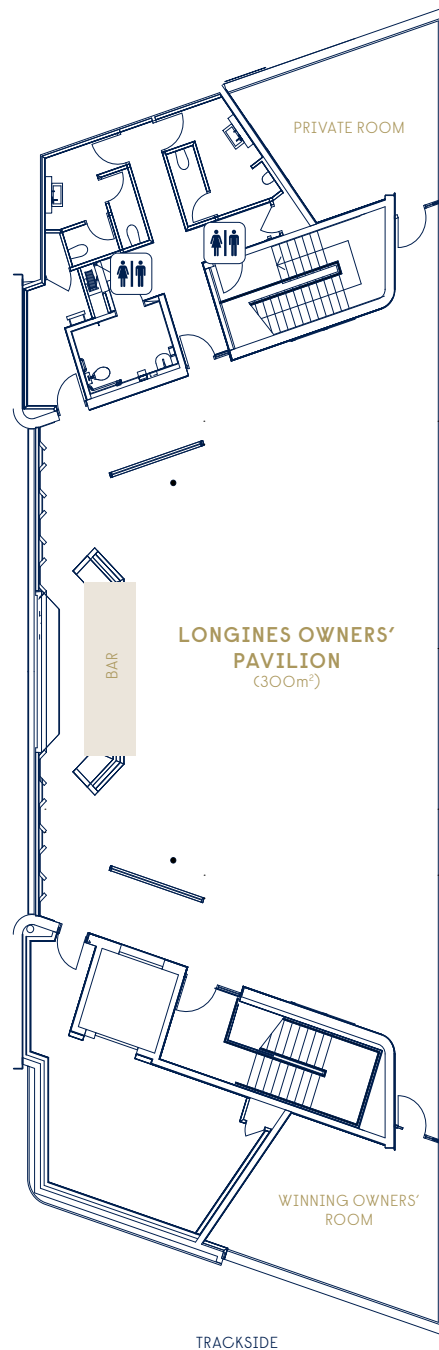 PRIVATE ROOM
LONGINES OWNERS’
PAVILION
(300m²)
BAR
WINNING OWNERS’
ROOM
TRACKSIDE